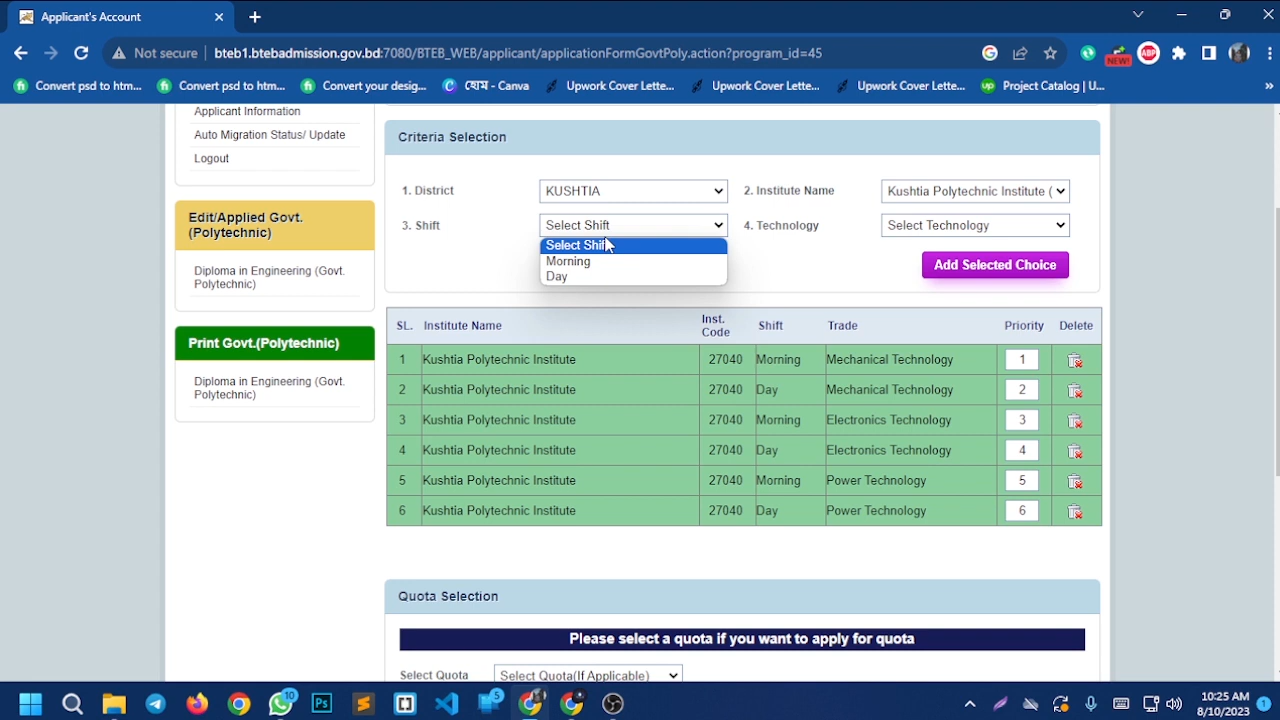 Applicant's Account
Not secure
bteb1.btebadmission.gov.bd:7080/BTEB_WEB/applicant/applicationFormGovtPoly.action?program_id=45
NEW!
ABP
Convert psd to htm...
Convert psd to htm...
Convert your desig...
হোম - Canva
Upwork Cover Lette...
Upwork Cover Lette...
Upwork Cover Lette...
Project Catalog | U...
»
Applicant Information
Auto Migration Status/ Update
Logout
Edit/Applied Govt.
(Polytechnic)
Diploma in Engineering (Govt.
Polytechnic)
Print Govt.(Polytechnic)
Diploma in Engineering (Govt.
Polytechnic)
Criteria Selection
1. District KUSHTIA 2. Institute Name Kushtia Polytechnic Institute (
3. Shift Select Shift 4. Technology Select Technology
Select Shift
Morning
Day
Add Selected Choice
SL. Institute Name Inst. Code Shift Trade Priority Delete
1 Kushtia Polytechnic Institute 27040 Morning Mechanical Technology 1
2 Kushtia Polytechnic Institute 27040 Day Mechanical Technology 2
3 Kushtia Polytechnic Institute 27040 Morning Electronics Technology 3
4 Kushtia Polytechnic Institute 27040 Day Electronics Technology 4
5 Kushtia Polytechnic Institute 27040 Morning Power Technology 5
6 Kushtia Polytechnic Institute 27040 Day Power Technology 6
Quota Selection
Please select a quota if you want to apply for quota
Select Quota Select Quota(If Applicable)
10
Ps
5
10:25 AM
8/10/2023
1